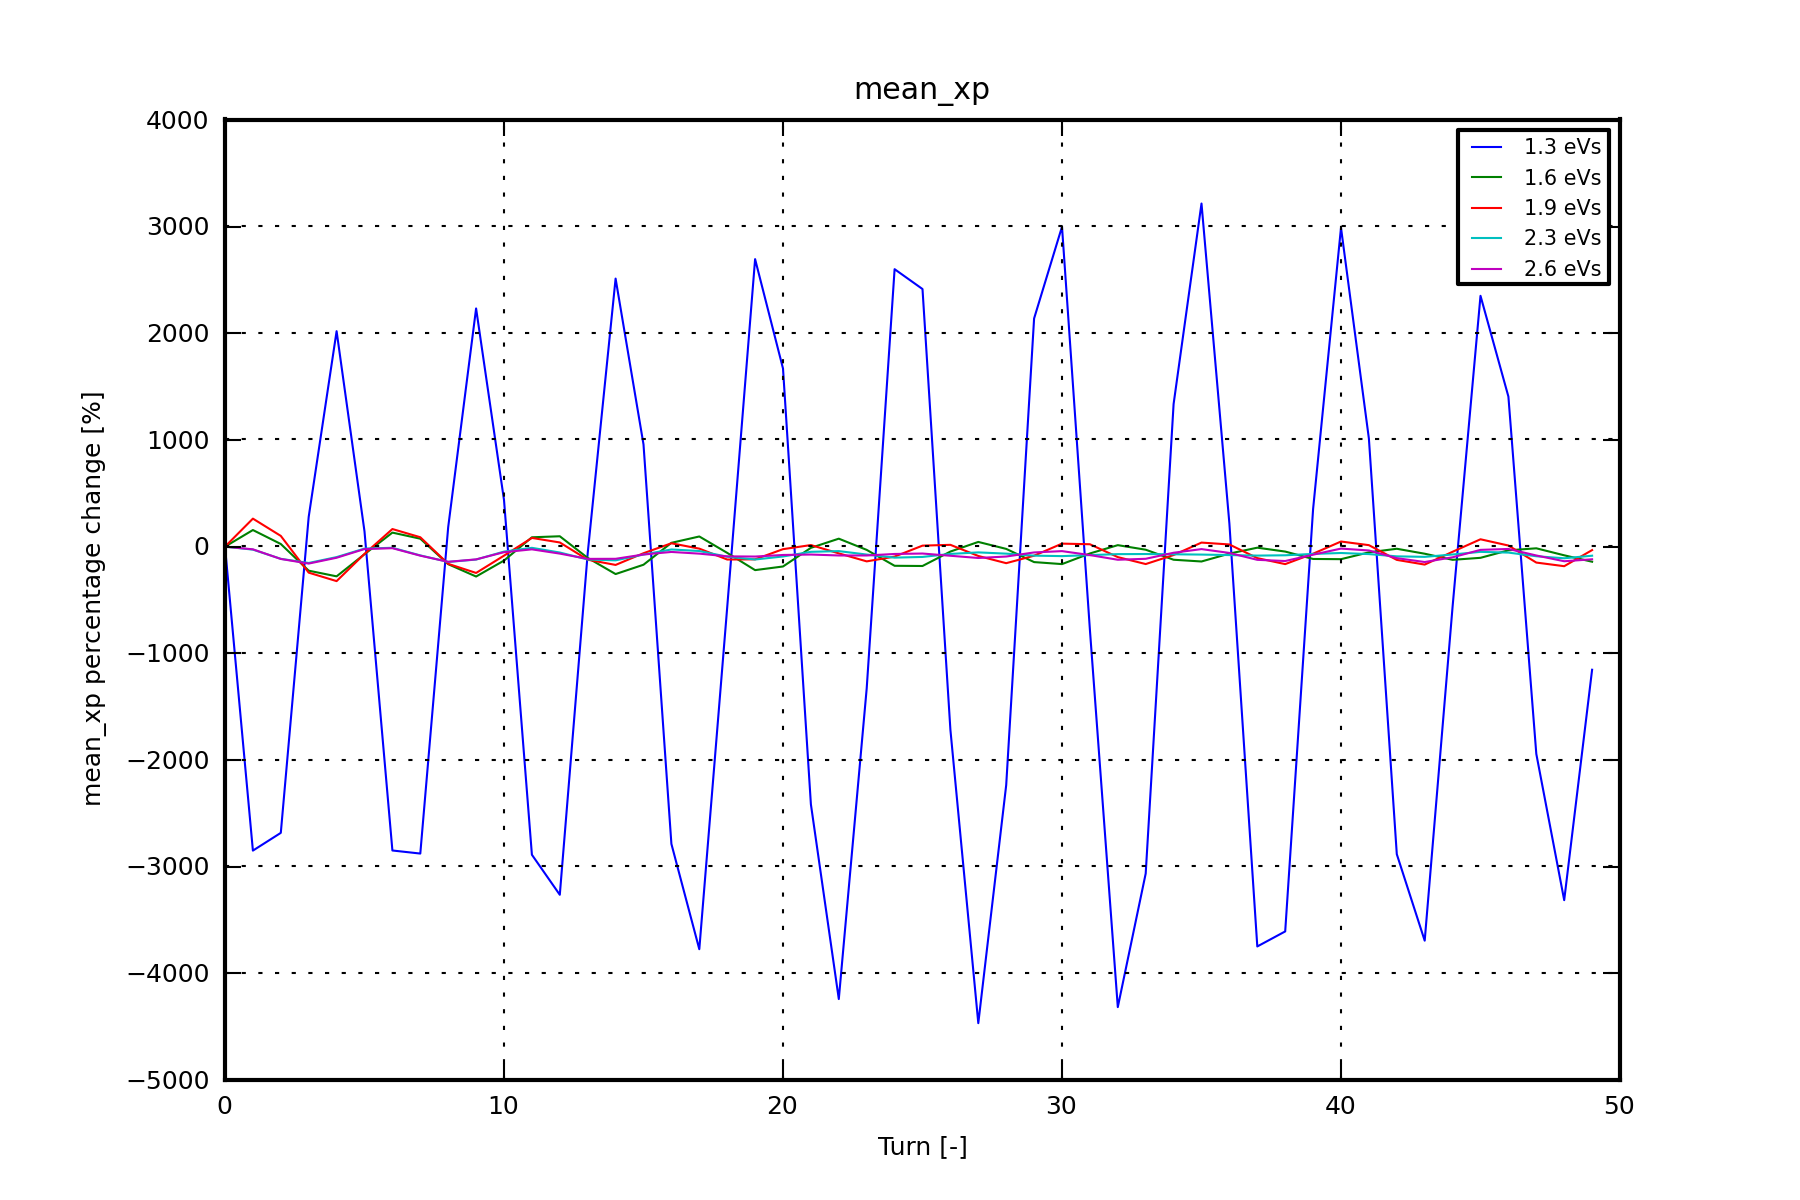 mean_xp
4000
3000
2000
1000
0
−1000
−2000
−3000
−4000
−5000
mean_xp percentage change [%]
1.3 eVs
1.6 eVs
1.9 eVs
2.3 eVs
2.6 eVs
0 10 20 30 40 50
Turn [-]